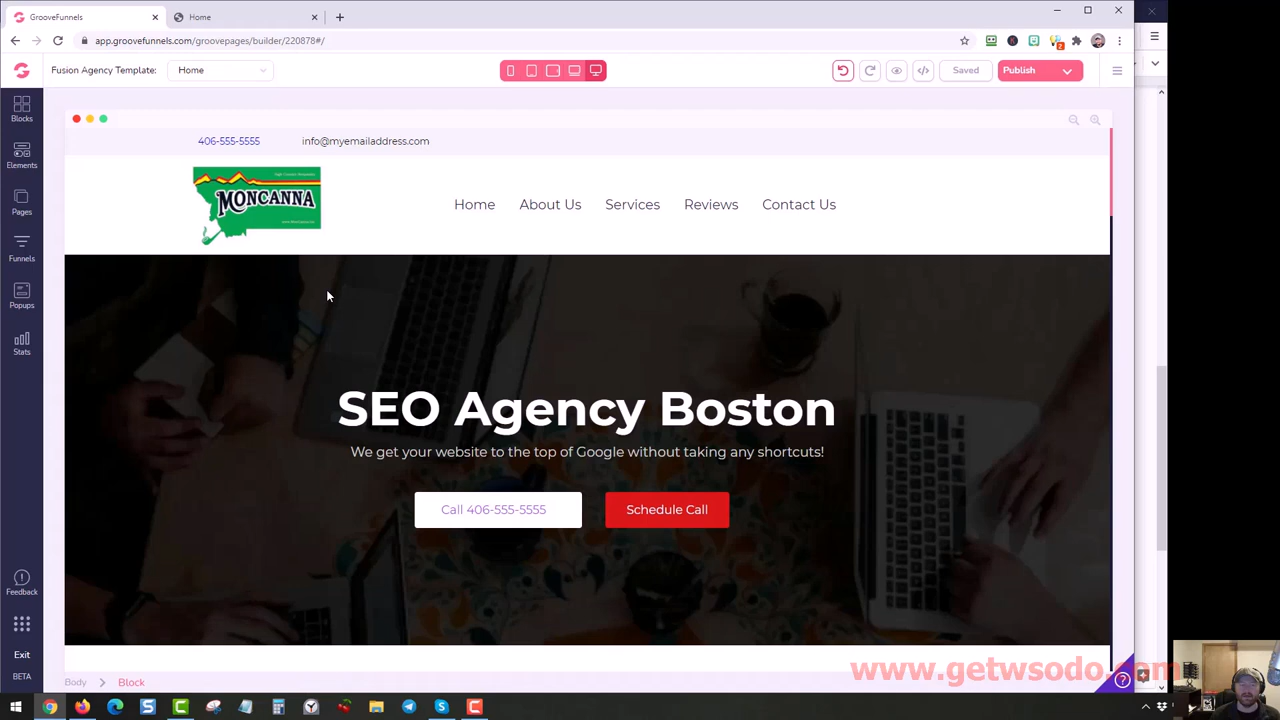 GrooveFunnels
Home
app.groovefunnels.com/groovepages/builder/220878#/
Fusion Agency Template:
Home
Saved
Publish
Blocks
Elements
Pages
Funnels
Popups
Stats
Feedback
Exit
BETA
406-555-5555
info@myemailaddress.com
MONCANNA
Home
About Us
Services
Reviews
Contact Us
SEO Agency Boston
We get your website to the top of Google without taking any shortcuts!
Call 406-555-5555
Schedule Call
Body
Block
www.getwsodo.com